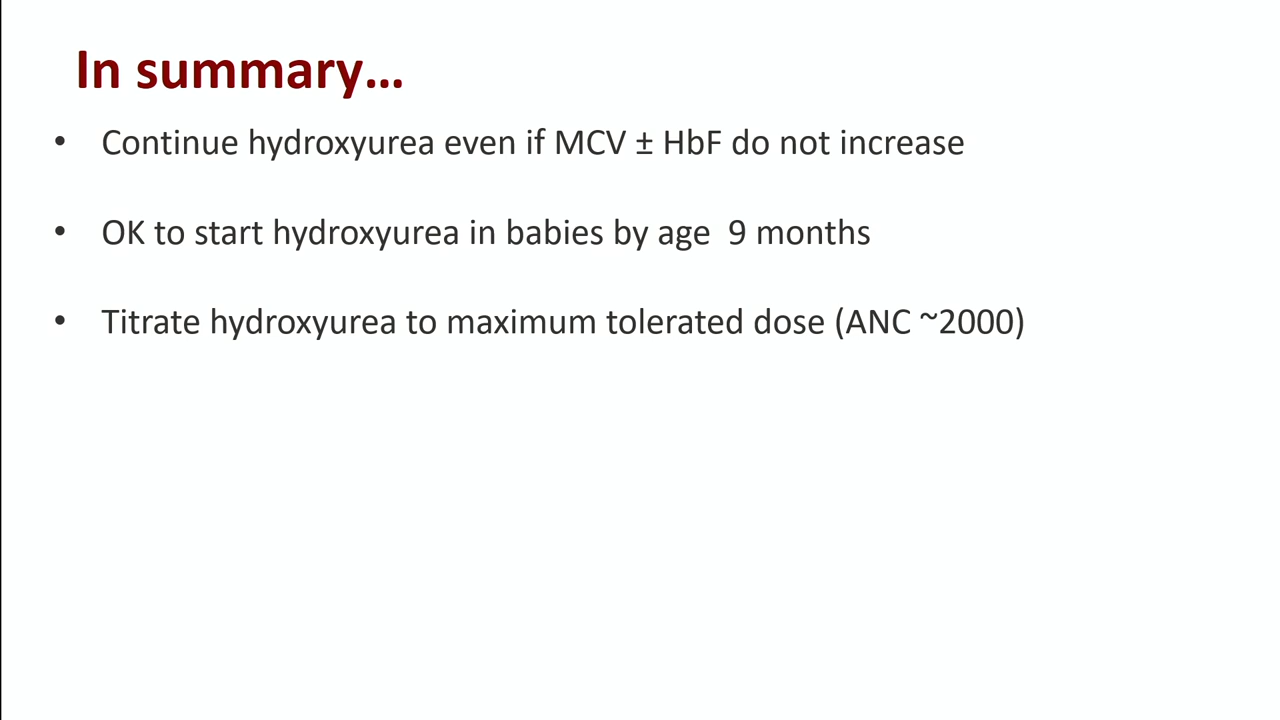 In summary…
• Continue hydroxyurea even if MCV ± HbF do not increase
• OK to start hydroxyurea in babies by age  9 months
• Titrate hydroxyurea to maximum tolerated dose (ANC ~2000)